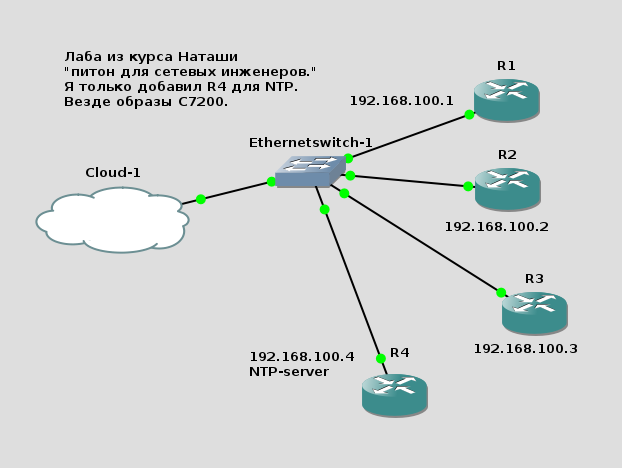 Лаба из курса Наташи
"питон для сетевых инженеров."
Я только добавил R4 для NTP.
Везде образы C7200.
R1
192.168.100.1
Ethernetswitch-1
R2
Cloud-1
192.168.100.2
R3
192.168.100.3
192.168.100.4
NTP-server
R4